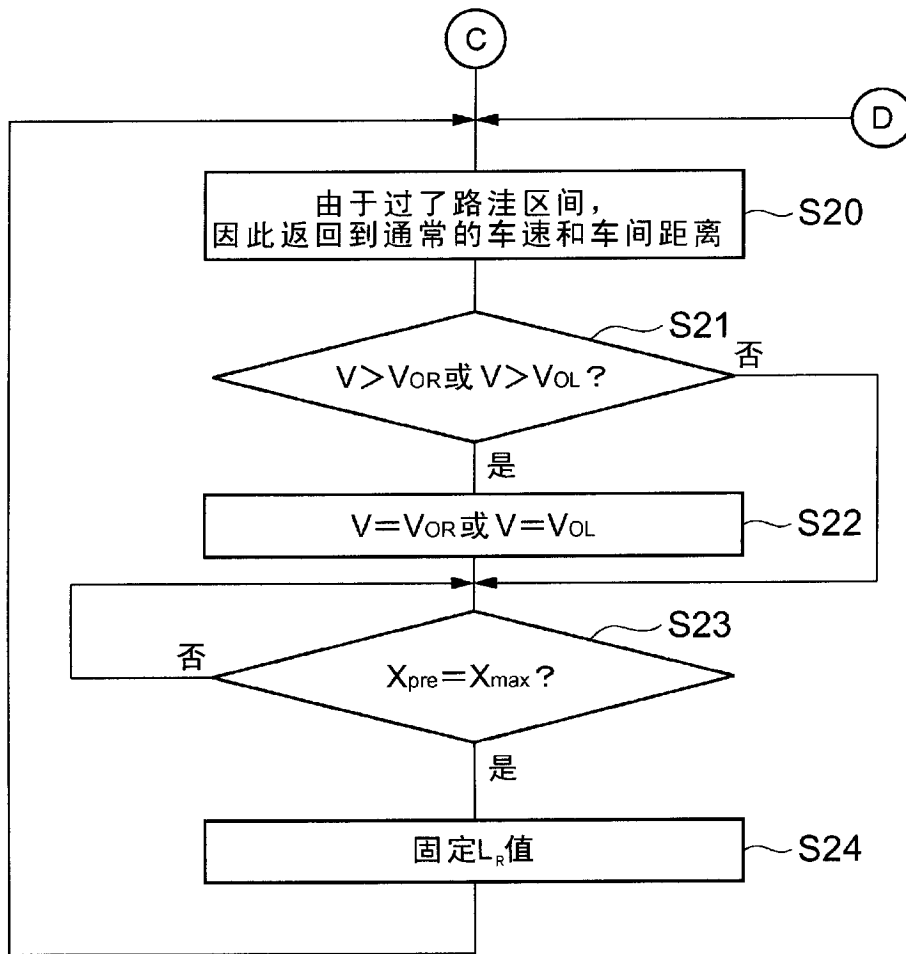 C
D
由于过了路洼区间，
因此返回到通常的车速和车间距离
S20
S21
V＞VOR或 V＞VOL？
否
是
V＝VOR或 V＝VOL
S22
S23
Xpre＝Xmax？
否
是
固定LR值
S24